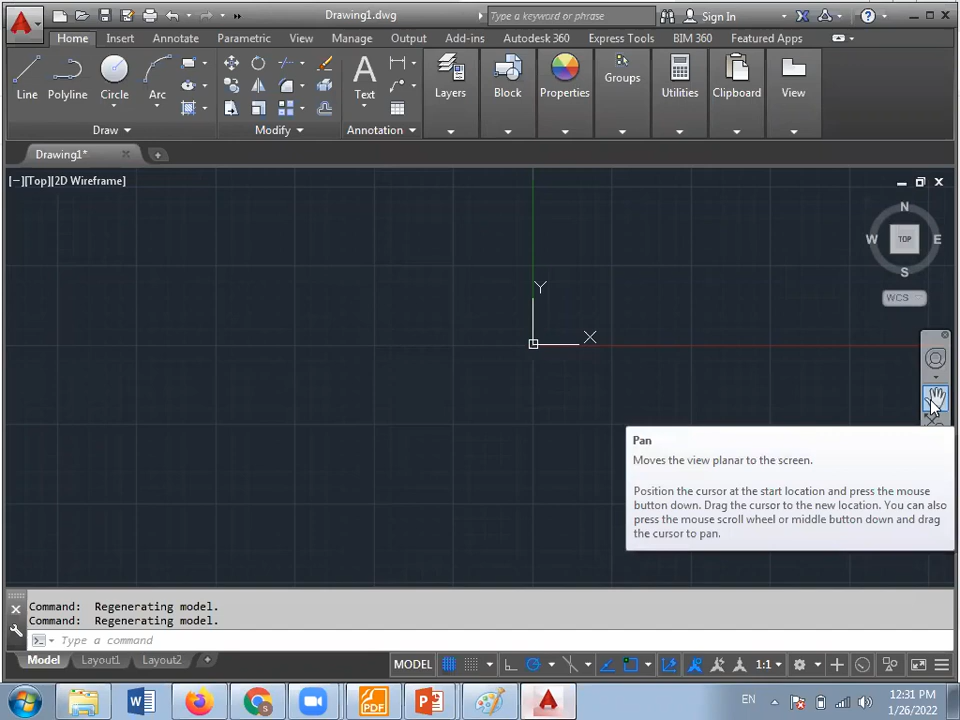 Drawing1.dwg
Type a keyword or phrase
Sign In
Home Insert Annotate Parametric View Manage Output Add-ins Autodesk 360 Express Tools BIM 360 Featured Apps
Line Polyline Circle Arc Text Layers Block Properties Groups Utilities Clipboard View
Draw Modify Annotation
Drawing1*
[−][Top][2D Wireframe]
N
W TOP E
S
WCS
Y
X
Pan
Moves the view planar to the screen.
Position the cursor at the start location and press the mouse
button down. Drag the cursor to the new location. You can also
press the mouse scroll wheel or middle button down and drag
the cursor to pan.
Command: Regenerating model.
Command: Regenerating model.
Type a command
Model Layout1 Layout2
MODEL 1:1
EN
12:31 PM
1/26/2022